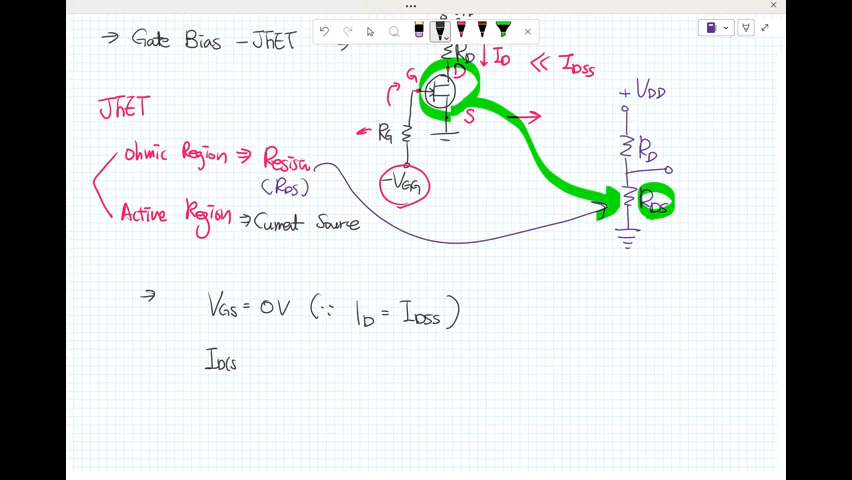 → Gate Bias - JFET →
RD ↓ ID << IDSS
G D
JFET
S
+ VDD
RG
RD
Ohmic Region ⇒ Resistor
(RDS)
-VGG
RDS
Active Region ⇒ Current Source
→ VGS = 0V (∵ ID = IDSS)
ID(s